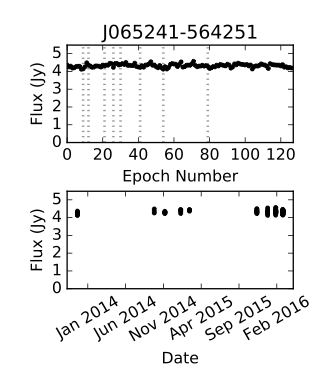 J065241-564251
Flux (Jy)
5
4
3
2
1
0
0 20 40 60 80 100 120
Epoch Number
Flux (Jy)
5
4
3
2
1
0
Jan 2014 Jun 2014 Nov 2014 Apr 2015 Sep 2015 Feb 2016
Date